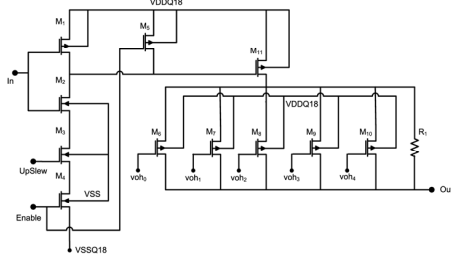 VDDQ18
M1
M5
M11
In
M2
VDDQ18
M3
M6
M7
M8
M9
M10
R1
UpSlew
M4
voh0
voh1
voh2
voh3
voh4
VSS
Ou
Enable
VSSQ18